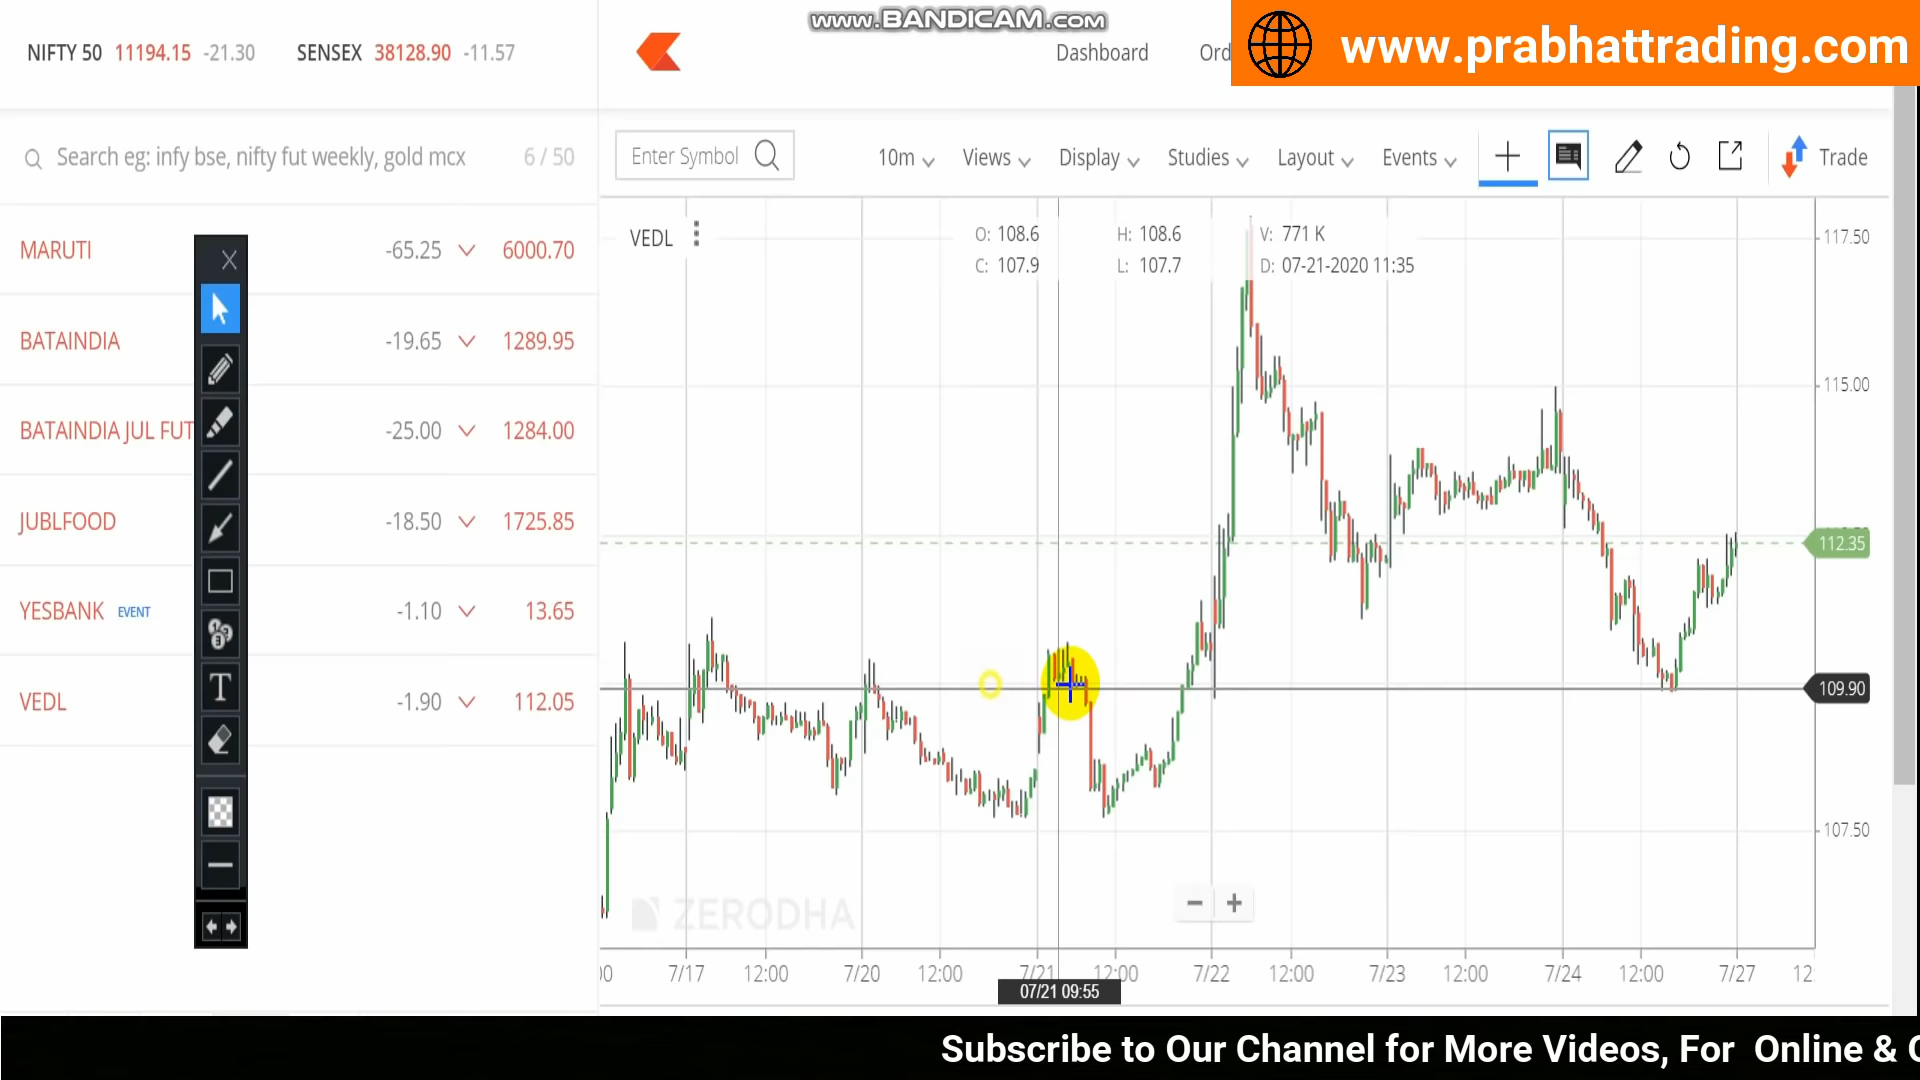 www.BANDICAM.com
NIFTY 50 11194.15 -21.30 SENSEX 38128.90 -11.57
Dashboard Ord
www.prabhattrading.com
Search eg: infy bse, nifty fut weekly, gold mcx 6 / 50
Enter Symbol 10m Views Display Studies Layout Events Trade
MARUTI -65.25 6000.70
BATAINDIA -19.65 1289.95
BATAINDIA JUL FUT -25.00 1284.00
JUBLFOOD -18.50 1725.85
YESBANK EVENT -1.10 13.65
VEDL -1.90 112.05
T
VEDL
O: 108.6 H: 108.6 V: 771 K
C: 107.9 L: 107.7 D: 07-21-2020 11:35
117.50
115.00
112.35
109.90
107.50
ZERODHA
00 7/17 12:00 7/20 12:00 7/21 12:00 7/22 12:00 7/23 12:00 7/24 12:00 7/27 12
07/21 09:55
Subscribe to Our Channel for More Videos, For Online &